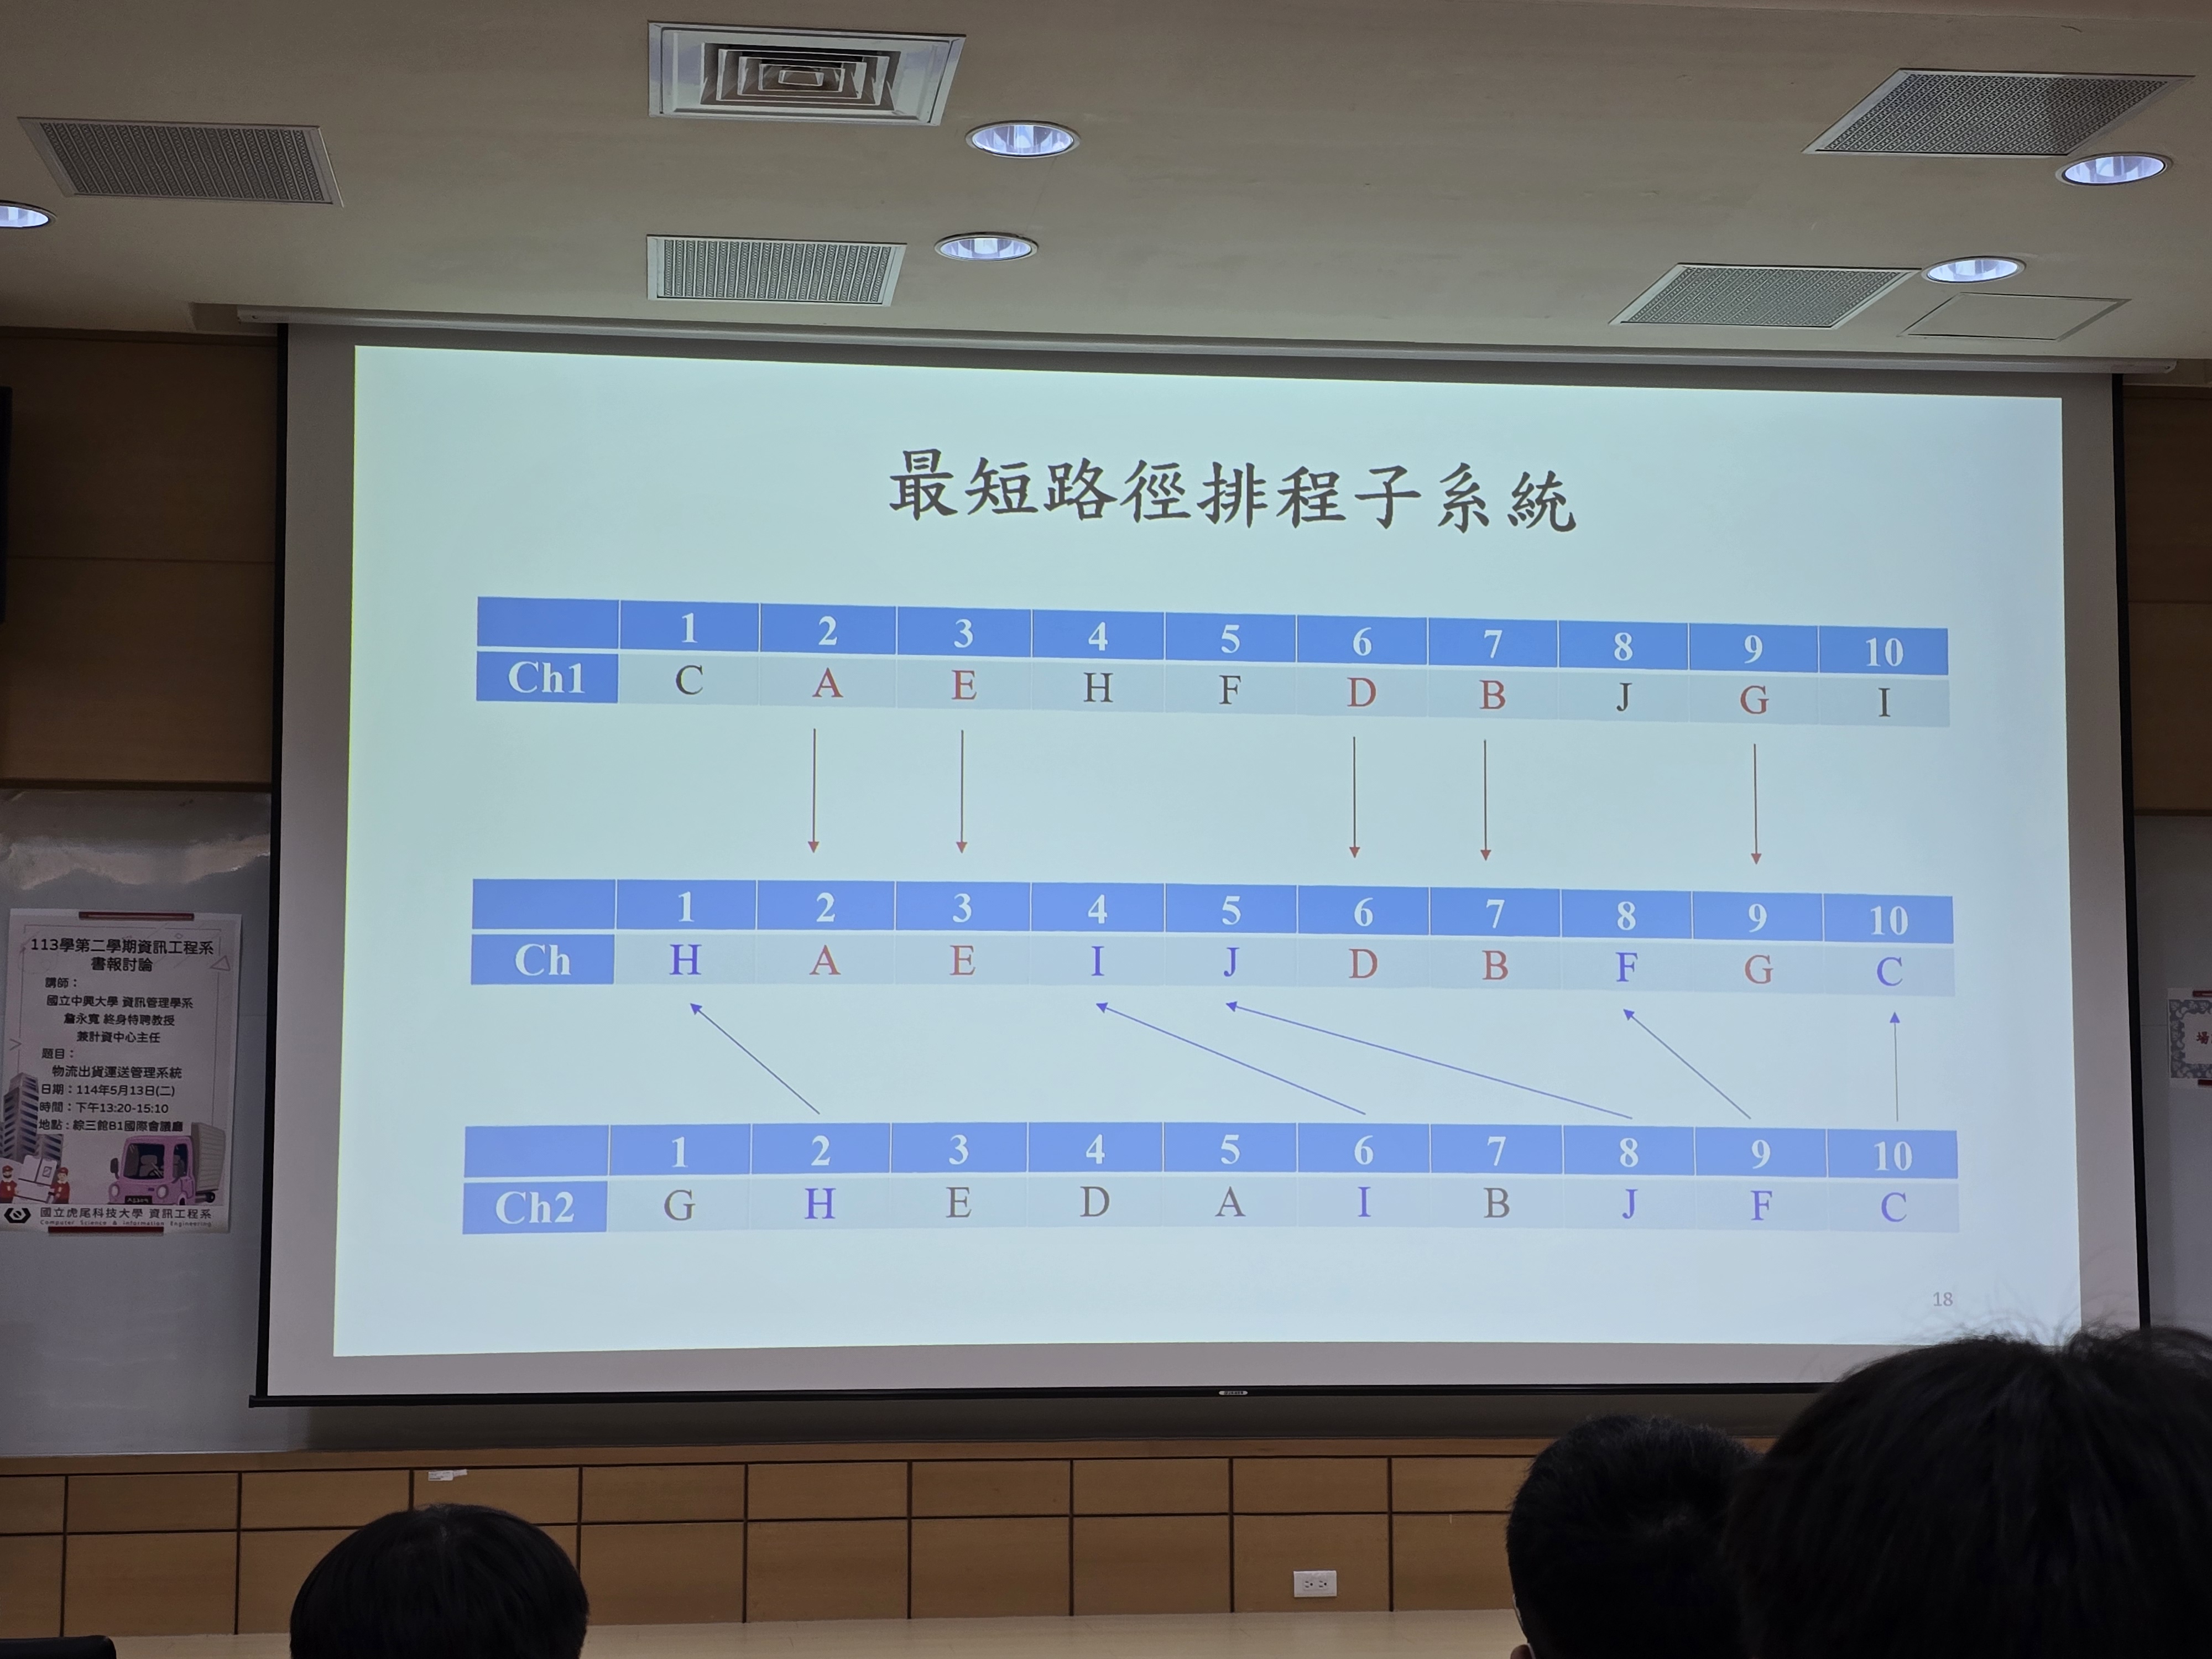 最短路徑排程子系統
1 2 3 4 5 6 7 8 9 10
Ch1 C A E H F D B J G I
1 2 3 4 5 6 7 8 9 10
Ch H A E I J D B F G C
1 2 3 4 5 6 7 8 9 10
Ch2 G H E D A I B J F C
18
113學第二學期資訊工程系
書報討論
講師：
國立中興大學 資訊管理學系
詹永寬 終身特聘教授
兼計資中心主任
題目：
物流出貨運送管理系統
日期：114年5月13日(二)
時間：下午13:20-15:10
地點：綜三館B1國際會議廳
國立虎尾科技大學 資訊工程系
Computer Science & Information Engineering
場